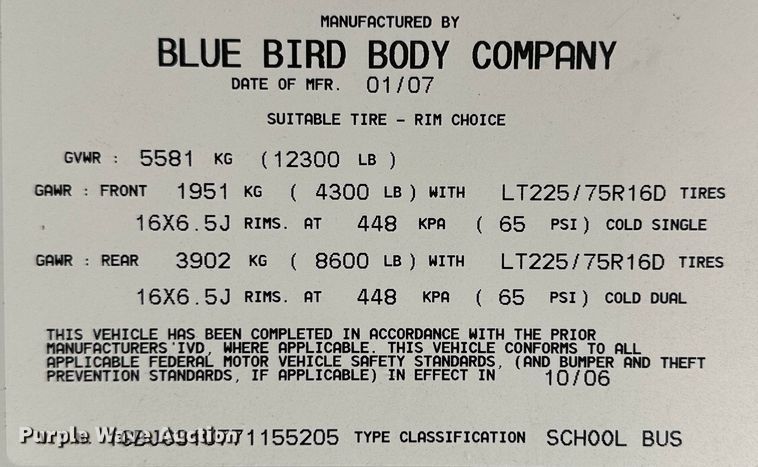 MANUFACTURED BY
BLUE BIRD BODY COMPANY
DATE OF MFR. 01/07
SUITABLE TIRE - RIM CHOICE
GVWR : 5581 KG (12300 LB )
GAWR : FRONT 1951 KG ( 4300 LB ) WITH LT225/75R16D TIRES
16X6.5J RIMS. AT 448 KPA ( 65 PSI ) COLD SINGLE
GAWR : REAR 3902 KG ( 8600 LB ) WITH LT225/75R16D TIRES
16X6.5J RIMS. AT 448 KPA ( 65 PSI ) COLD DUAL
THIS VEHICLE HAS BEEN COMPLETED IN ACCORDANCE WITH THE PRIOR
MANUFACTURERS'IVD, WHERE APPLICABLE. THIS VEHICLE CONFORMS TO ALL
APPLICABLE FEDERAL MOTOR VEHICLE SAFETY STANDARDS, (AND BUMPER AND THEFT
PREVENTION STANDARDS, IF APPLICABLE) IN EFFECT IN 10/06
Purple Wave Auction
TYPE CLASSIFICATION SCHOOL BUS